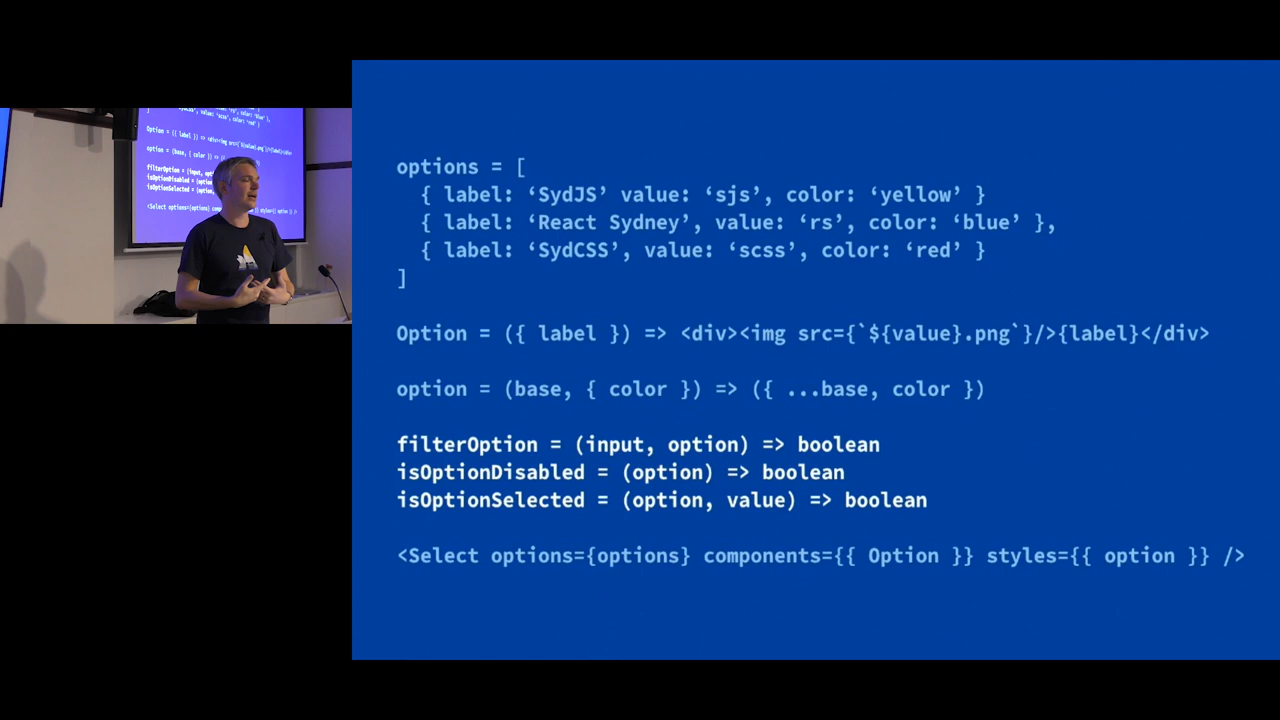 options = [
{ label: ‘SydJS’ value: ‘sjs’, color: ‘yellow’ }
{ label: ‘React Sydney’, value: ‘rs’, color: ‘blue’ },
{ label: ‘SydCSS’, value: ‘scss’, color: ‘red’ }
]
Option = ({ label }) => <div><img src={`${value}.png`}/>{label}</div>
option = (base, { color }) => ({ ...base, color })
filterOption = (input, option) => boolean
isOptionDisabled = (option) => boolean
isOptionSelected = (option, value) => boolean
<Select options={options} components={{ Option }} styles={{ option }} />